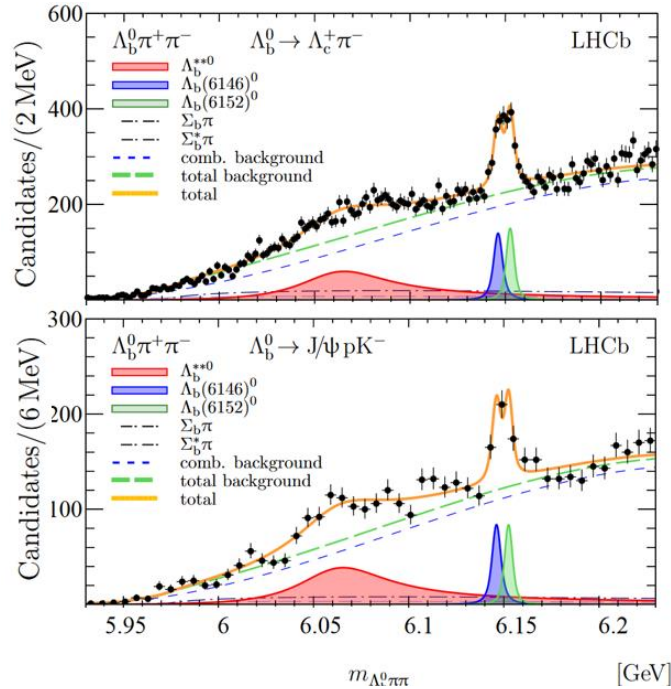 Λb0π+π− Λb0 → Λc+π− LHCb
Λb**0
Λb(6146)0
Λb(6152)0
Σbπ
Σb*π
comb. background
total background
total
Candidates/(2 MeV)
600
400
200
0
Λb0π+π− Λb0 → J/ψ pK− LHCb
Λb**0
Λb(6146)0
Λb(6152)0
Σbπ
Σb*π
comb. background
total background
total
Candidates/(6 MeV)
300
200
100
0
5.95 6 6.05 6.1 6.15 6.2
mΛb0ππ [GeV]